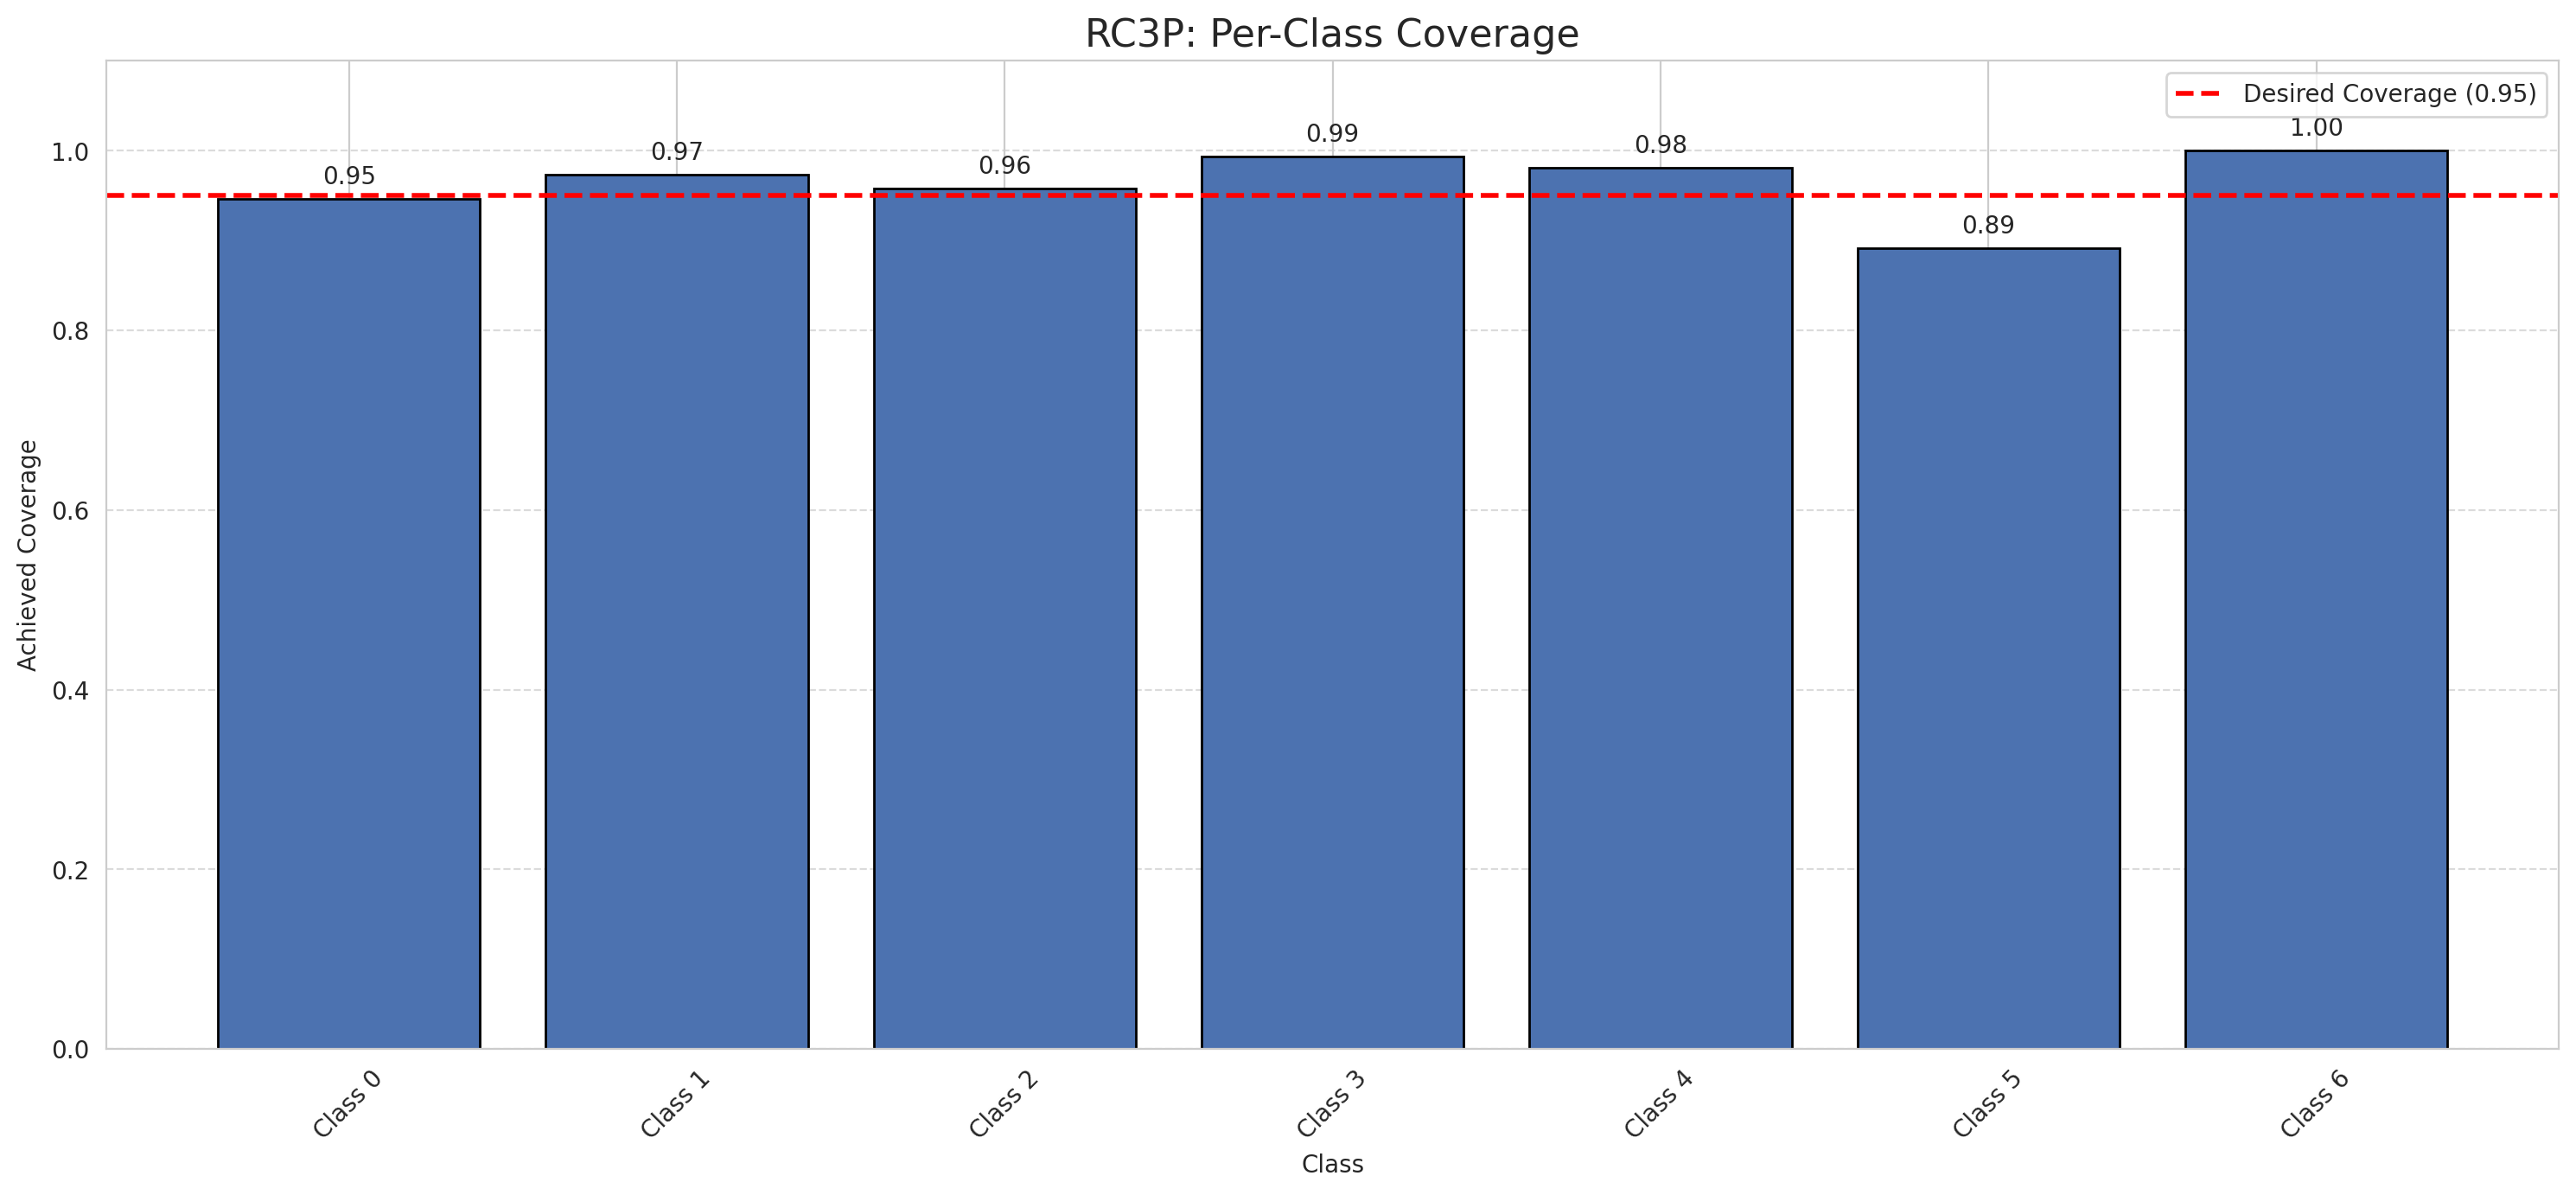 RC3P: Per-Class Coverage
Desired Coverage (0.95)
Achieved Coverage
1.0
0.8
0.6
0.4
0.2
0.0
0.95
0.97
0.96
0.99
0.98
0.89
1.00
Class 0
Class 1
Class 2
Class 3
Class 4
Class 5
Class 6
Class